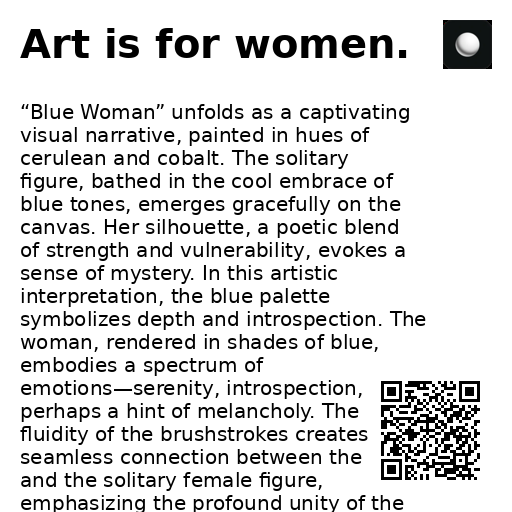 Art is for women.
“Blue Woman” unfolds as a captivating
visual narrative, painted in hues of
cerulean and cobalt. The solitary
figure, bathed in the cool embrace of
blue tones, emerges gracefully on the
canvas. Her silhouette, a poetic blend
of strength and vulnerability, evokes a
sense of mystery. In this artistic
interpretation, the blue palette
symbolizes depth and introspection. The
woman, rendered in shades of blue,
embodies a spectrum of
emotions—serenity, introspection,
perhaps a hint of melancholy. The
fluidity of the brushstrokes creates
seamless connection between the
and the solitary female figure,
emphasizing the profound unity of the